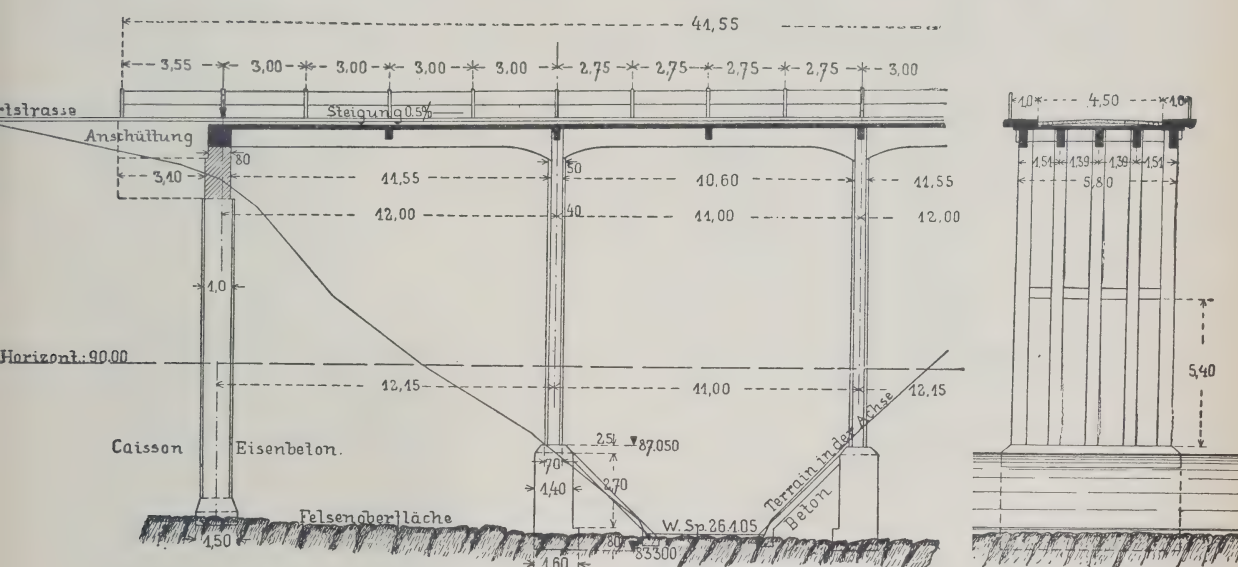 41,55
3,55 3,00 3,00 3,00 3,00 2,75 2,75 2,75 2,75 3,00
rtstrasse
Steigung 0.5%
1,0 4,50 1,0
Anschüttung
80
50
1,51 1,39 1,39 1,51
3,10 11,55 10,60 11,55
5,80
12,00 40 11,00 12,00
1,0
Horizont.: 90.00
12,15 11,00 12,15
5,40
Caisson Eisenbeton.
25 87.050
70
1,40 2,70
Terrain in der Achse
Beton
Felsenoberfläche
W. Sp. 26.1.05
1,50 80 83300
1,60